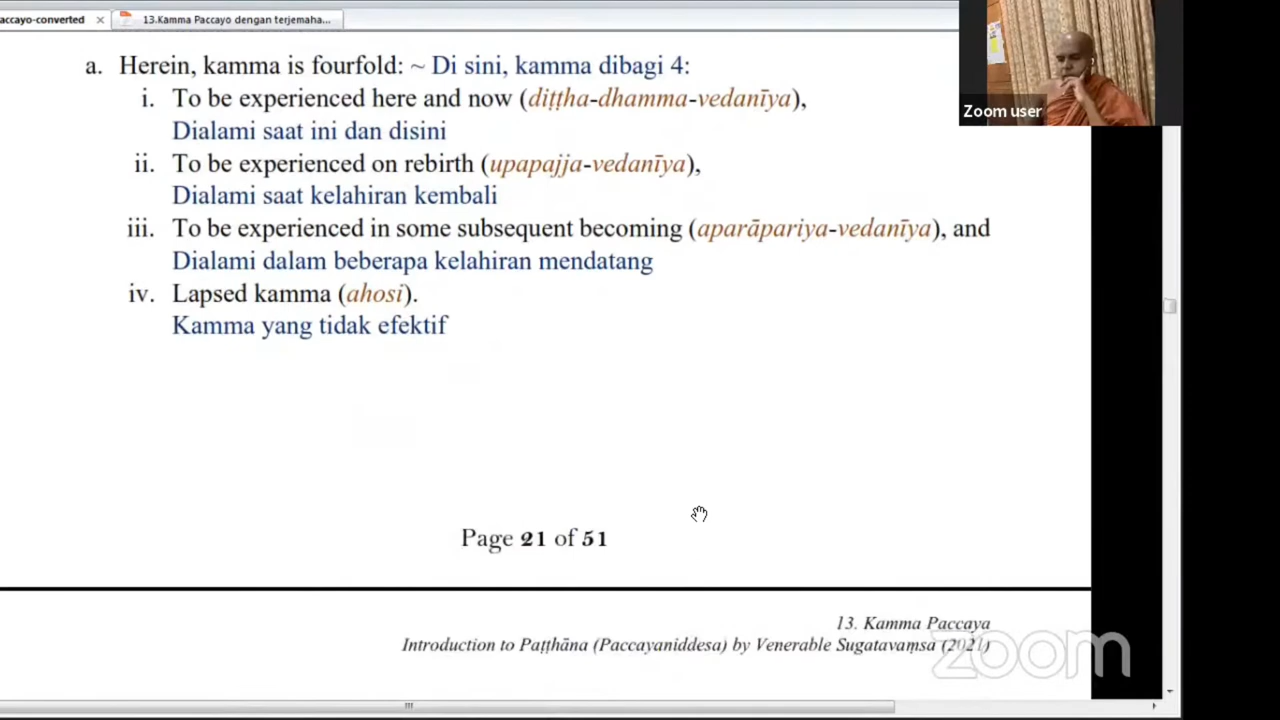 accayo-converted
13.Kamma Paccayo dengan terjemaha...
a. Herein, kamma is fourfold: ~ Di sini, kamma dibagi 4:
i. To be experienced here and now (diṭṭha-dhamma-vedanīya),
Dialami saat ini dan disini
ii. To be experienced on rebirth (upapajja-vedanīya),
Dialami saat kelahiran kembali
iii. To be experienced in some subsequent becoming (aparāpariya-vedanīya), and
Dialami dalam beberapa kelahiran mendatang
iv. Lapsed kamma (ahosi).
Kamma yang tidak efektif
Zoom user
Page 21 of 51
13. Kamma Paccaya
Introduction to Paṭṭhāna (Paccayaniddesa) by Venerable Sugatavaṃsa (2021)
zoom